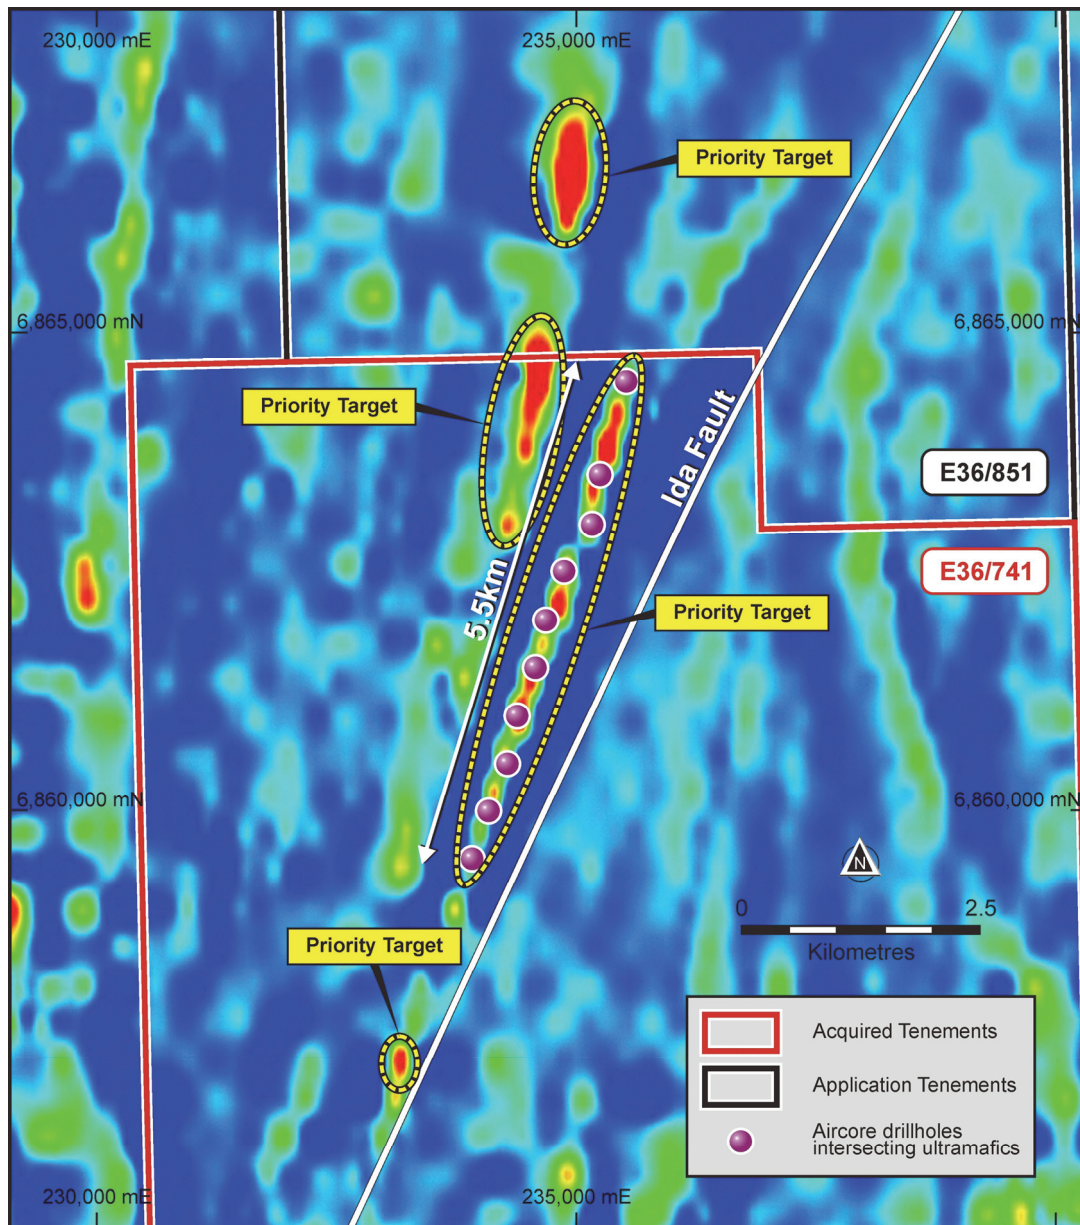 230,000 mE
235,000 mE
Priority Target
6,865,000 mN
6,865,000 mN
Priority Target
Ida Fault
E36/851
E36/741
5.5km
Priority Target
6,860,000 mN
6,860,000 mN
N
0
2.5
Kilometres
Priority Target
Acquired Tenements
Application Tenements
Aircore drillholes
intersecting ultramafics
230,000 mE
235,000 mE